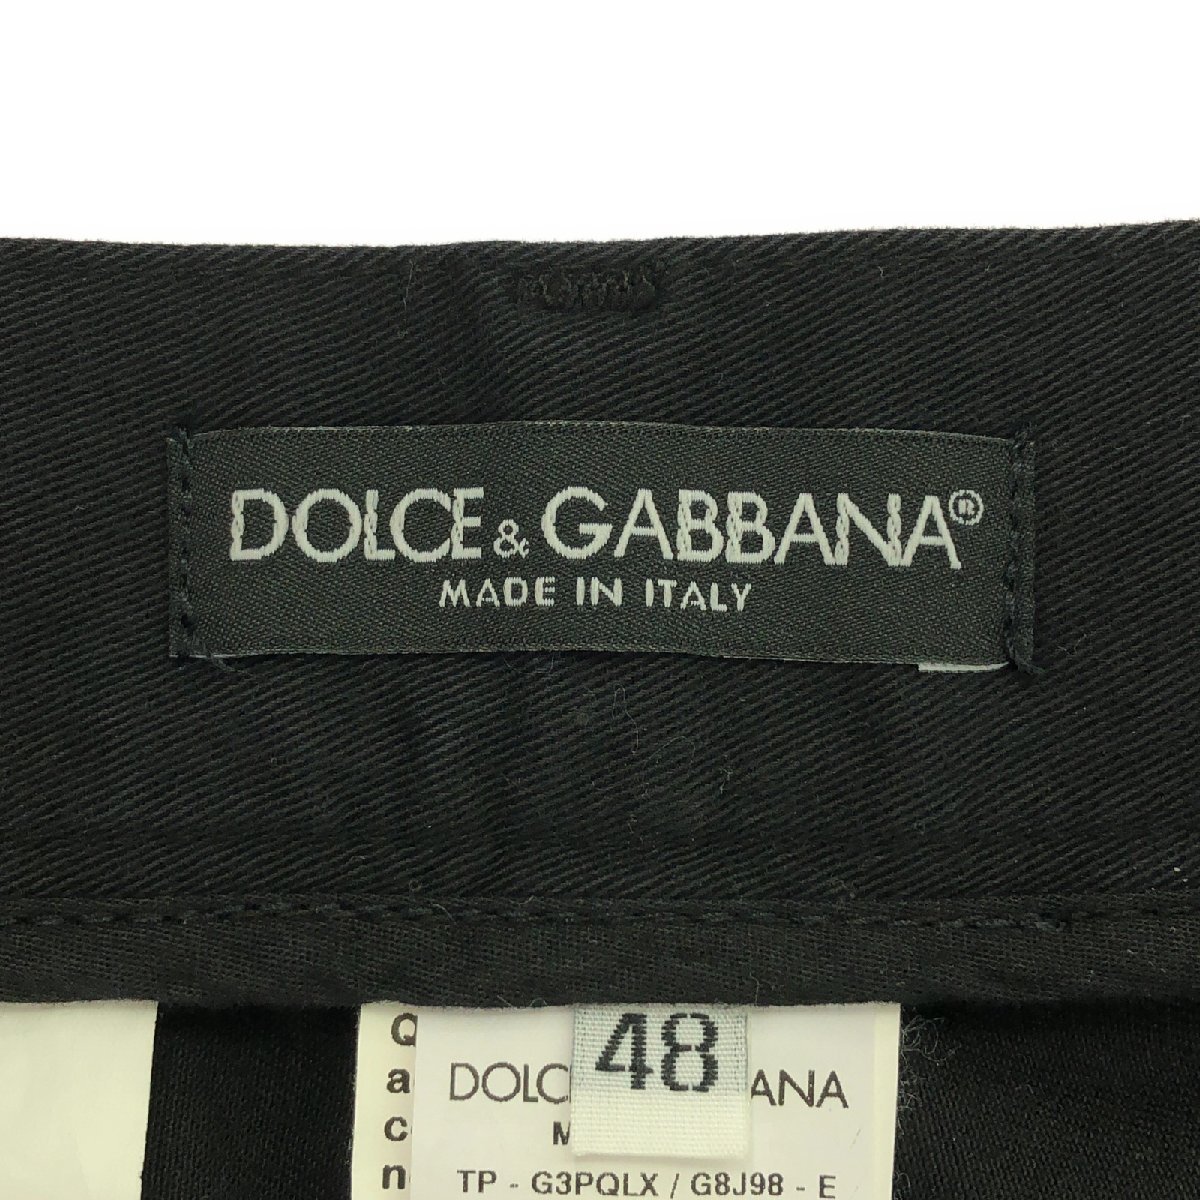 DOLCE & GABBANA®
MADE IN ITALY
48
Q
a
c
n
TP - G3PQLX / G8J98 - E